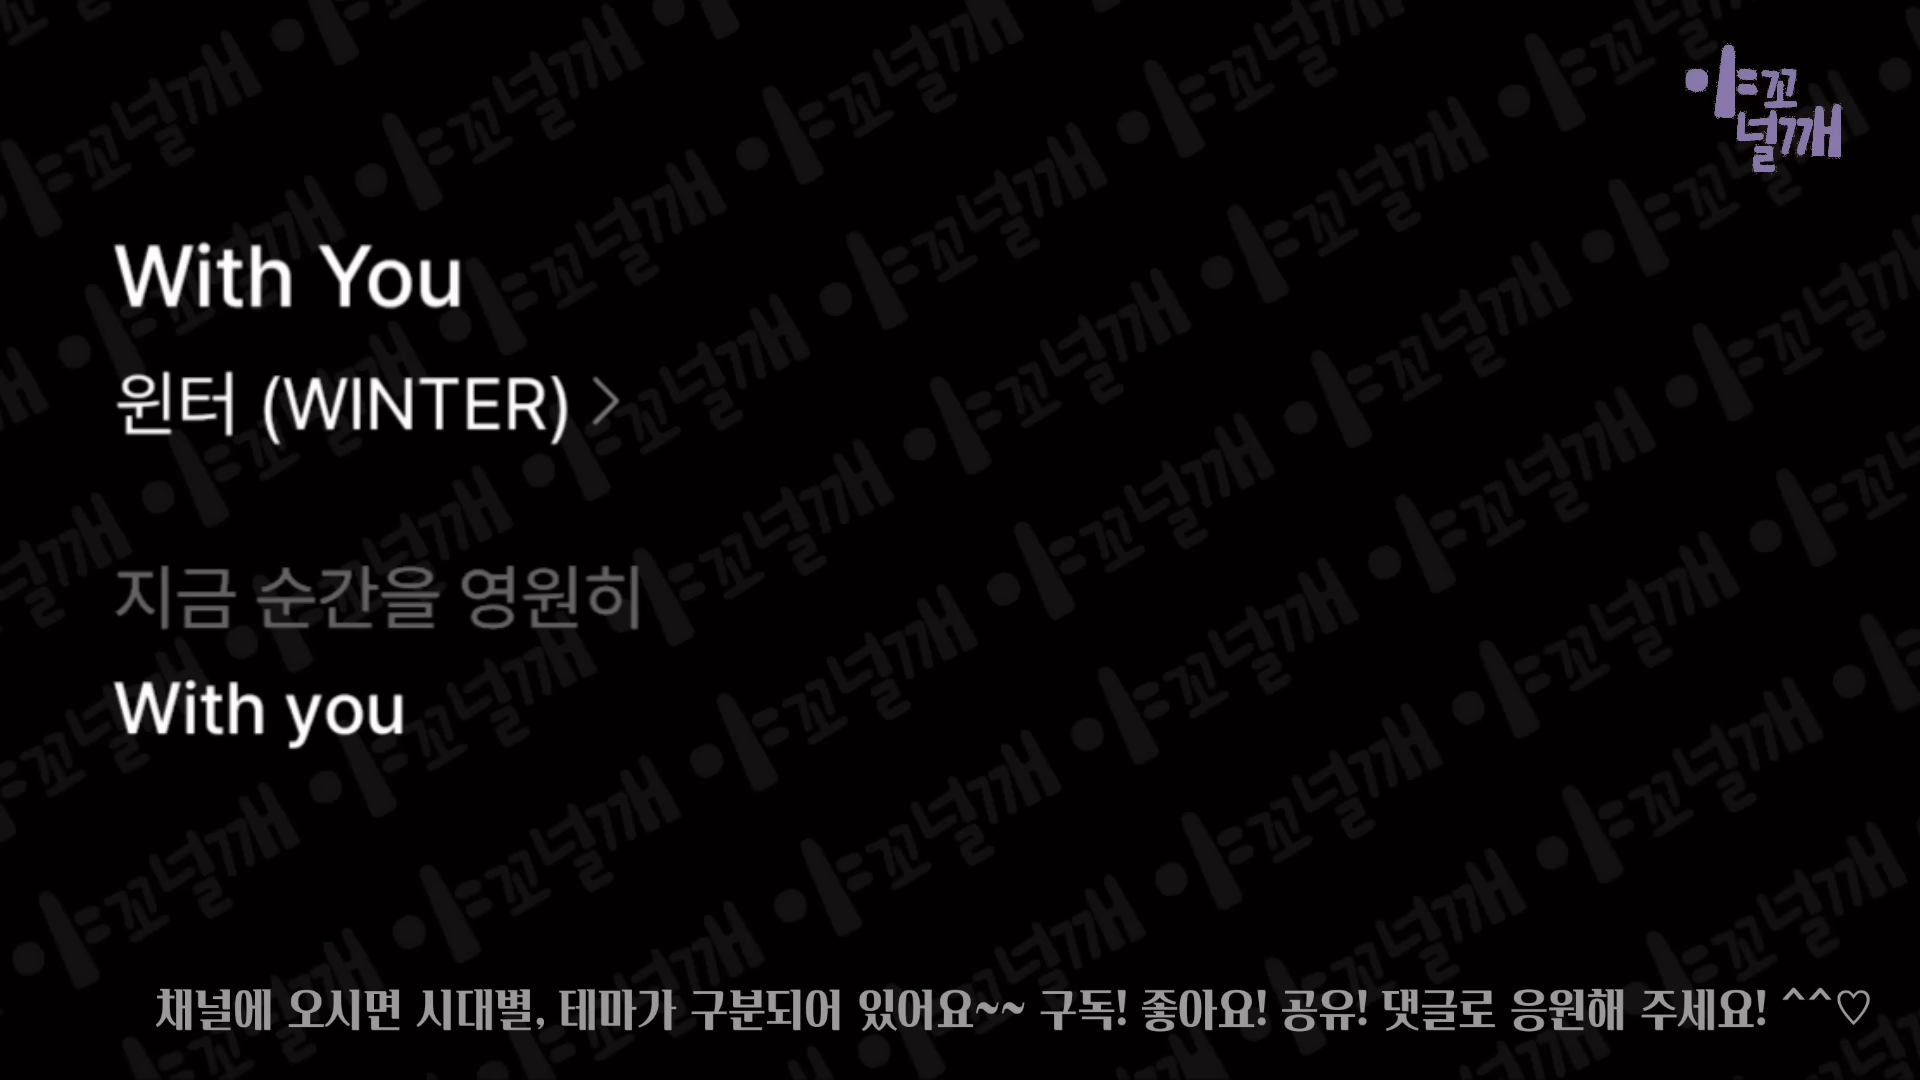 야꼬
널깨
With You
윈터 (WINTER) >
지금 순간을 영원히
With you
채널에 오시면 시대별, 테마가 구분되어 있어요~~ 구독! 좋아요! 공유! 댓글로 응원해 주세요! ^^♡